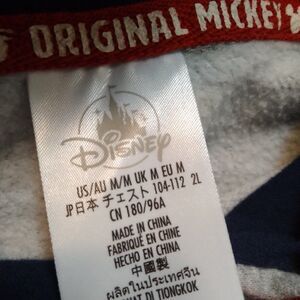 ORIGINAL MICKEY
Disney
US/AU M/M UK M EU M
JP日本 チェスト 104-112 2L
CN 180/96A
MADE IN CHINA
FABRIQUÉ EN CHINE
HECHO EN CHINA
中國製
ผลิตในประเทศจีน
DI TIONGKOK